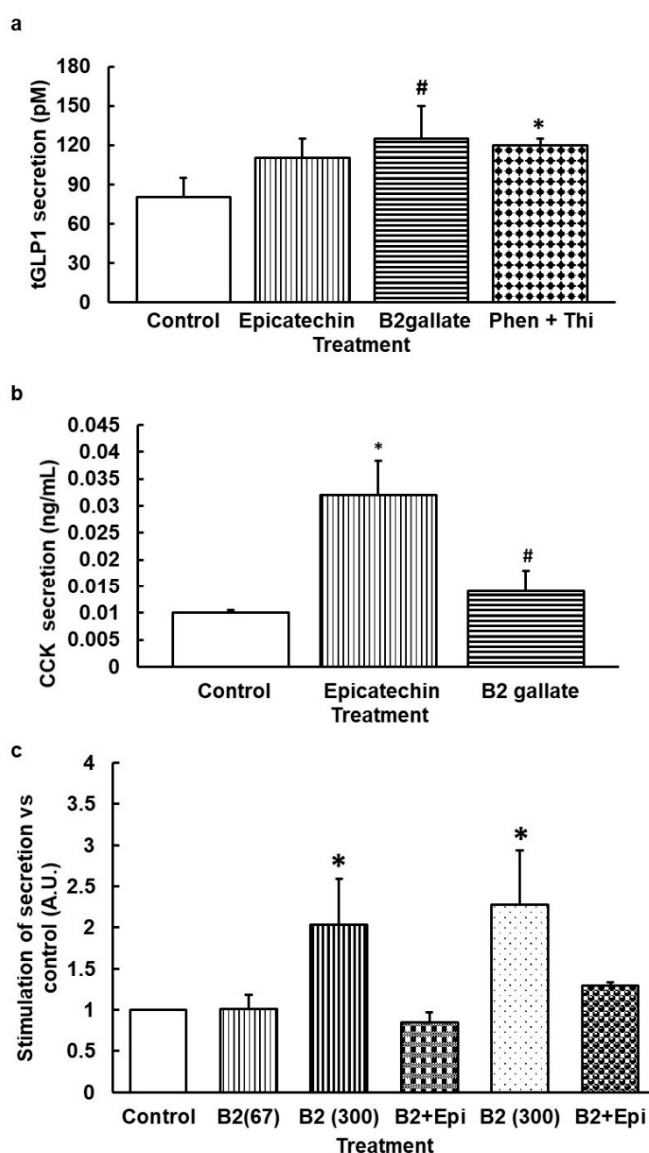 a
tGLP1 secretion (pM)
180
150
120
90
60
30
0
#
*
Control Epicatechin B2gallate Phen + Thi
Treatment
b
CCK secretion (ng/mL)
0.045
0.04
0.035
0.03
0.025
0.02
0.015
0.01
0.005
0
*
#
Control Epicatechin B2 gallate
Treatment
c
Stimulation of secretion vs
control (A.U.)
4
3.5
3
2.5
2
1.5
1
0.5
0
*
*
Control B2(67) B2 (300) B2+Epi B2 (300) B2+Epi
Treatment